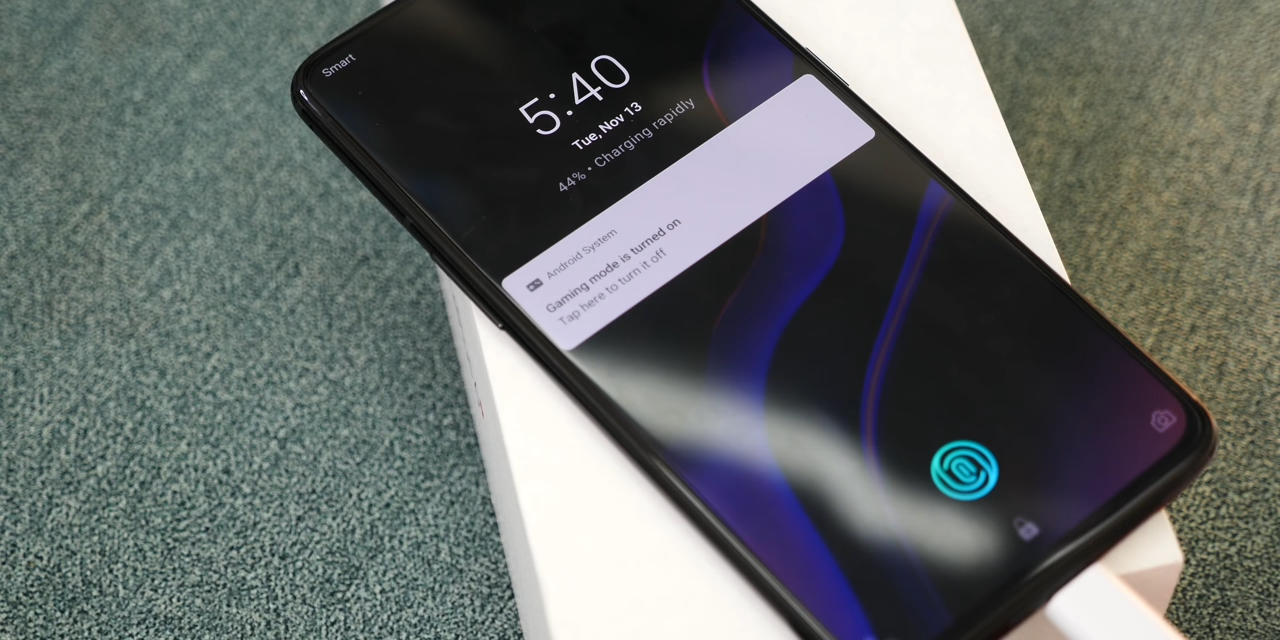 Smart
5:40
Tue, Nov 13
44% • Charging rapidly
Android System
Gaming mode is turned on
Tap here to turn it off